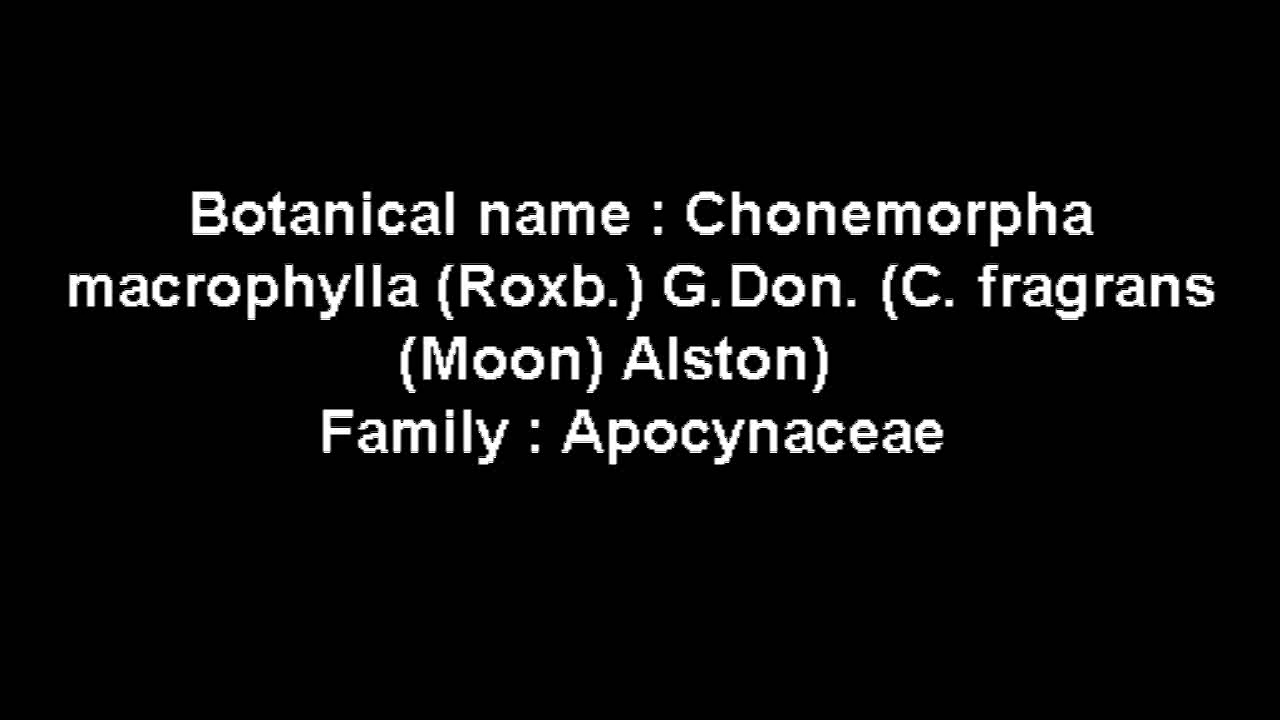 Botanical name : Chonemorpha
macrophylla (Roxb.) G.Don. (C. fragrans
(Moon) Alston)
Family : Apocynaceae